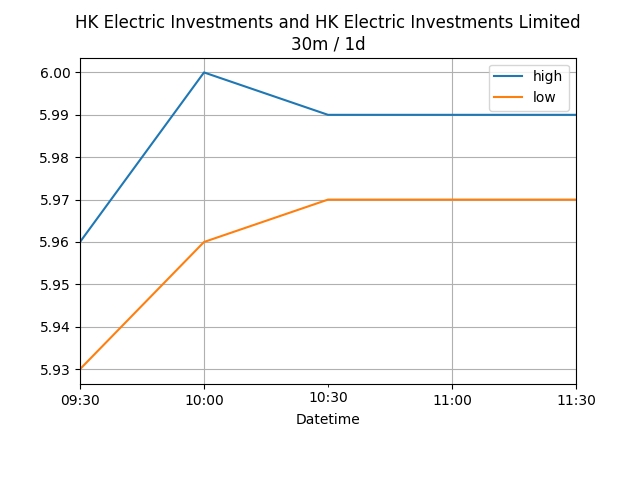 HK Electric Investments and HK Electric Investments Limited
30m / 1d
high
low
6.00
5.99
5.98
5.97
5.96
5.95
5.94
5.93
09:30
10:00
10:30
11:00
11:30
Datetime